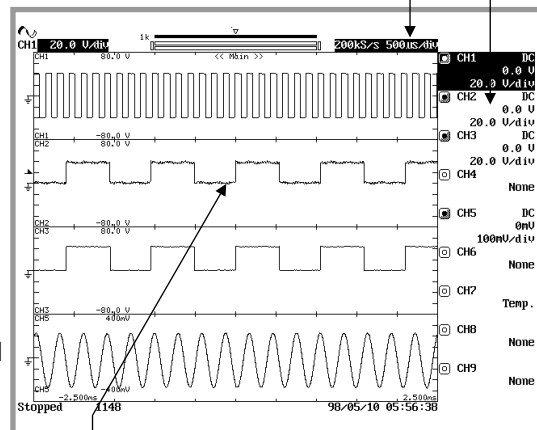 1k
CH1 20.0 V/div
200kS/s 500µs/div
CH1 80.0 V
<< Main >>
-80.0 V
CH1
CH2 80.0 V
CH2 -80.0 V
CH3 80.0 V
CH3 -80.0 V
CH5 400mV
CH5 -400mV
-2.500ms
2.500ms
Stopped 1148
98/05/10 05:56:38
CH1 DC
0.0 V
20.0 V/div
CH2 DC
0.0 V
20.0 V/div
CH3 DC
0.0 V
20.0 V/div
CH4
None
CH5 DC
0mV
100mV/div
CH6
None
CH7
Temp.
CH8
None
CH9
None